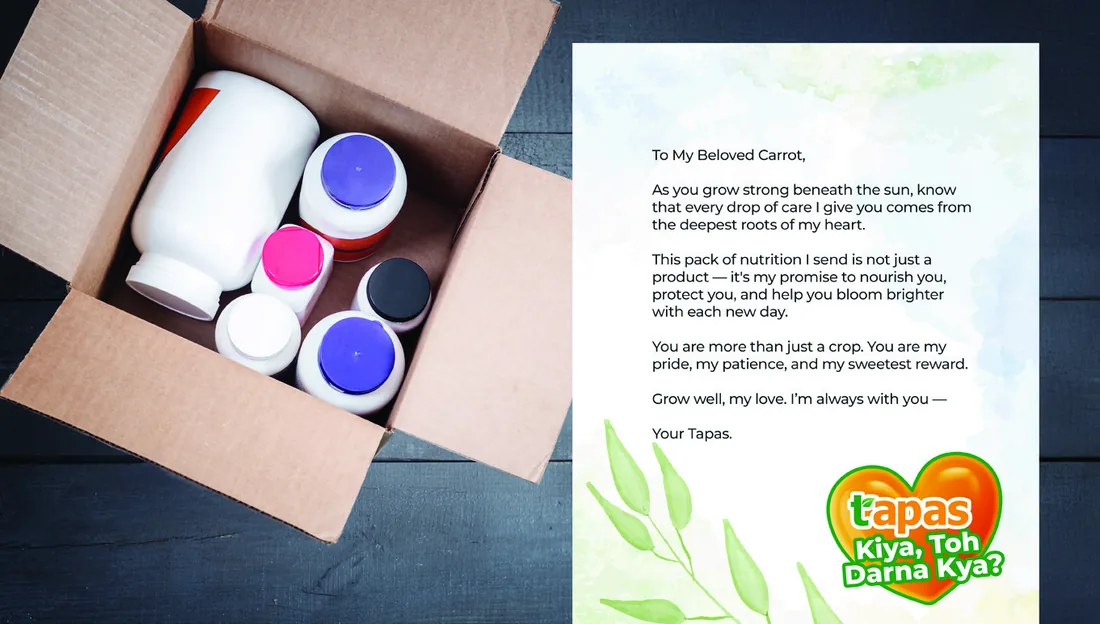 To My Beloved Carrot,
As you grow strong beneath the sun, know
that every drop of care I give you comes from
the deepest roots of my heart.
This pack of nutrition I send is not just a
product — it's my promise to nourish you,
protect you, and help you bloom brighter
with each new day.
You are more than just a crop. You are my
pride, my patience, and my sweetest reward.
Grow well, my love. I’m always with you —
Your Tapas.
tapas
Kiya, Toh
Darna Kya?